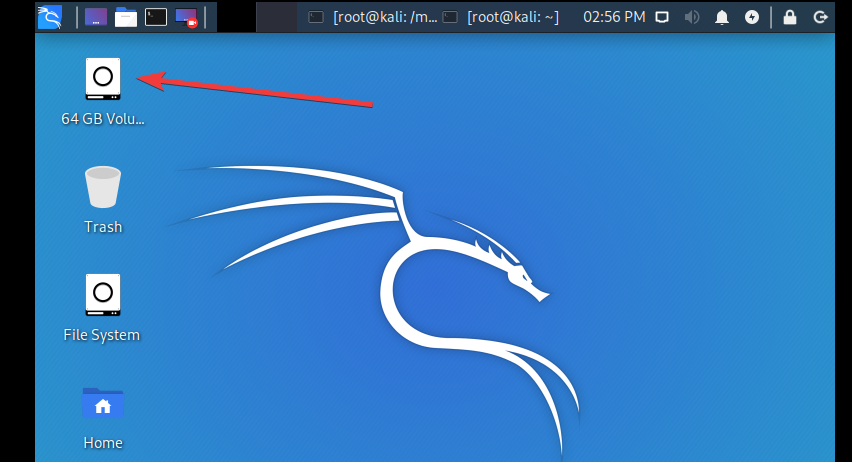 [root@kali: /m... [root@kali: ~] 02:56 PM
64 GB Volu...
Trash
File System
Home